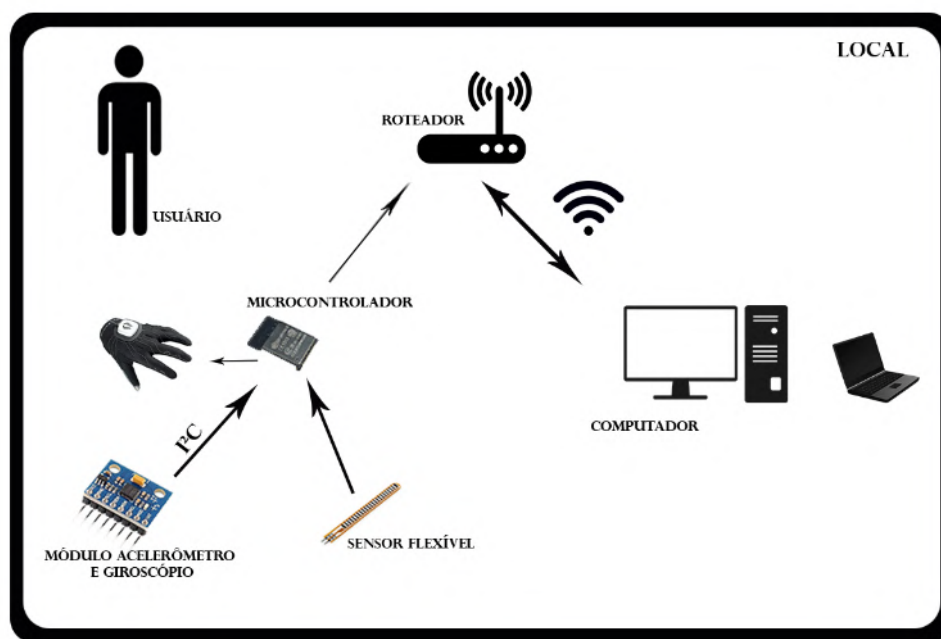 LOCAL
ROTEADOR
USUÁRIO
MICROCONTROLADOR
I²C
COMPUTADOR
SENSOR FLEXÍVEL
MÓDULO ACELERÔMETRO
E GIROSCÓPIO